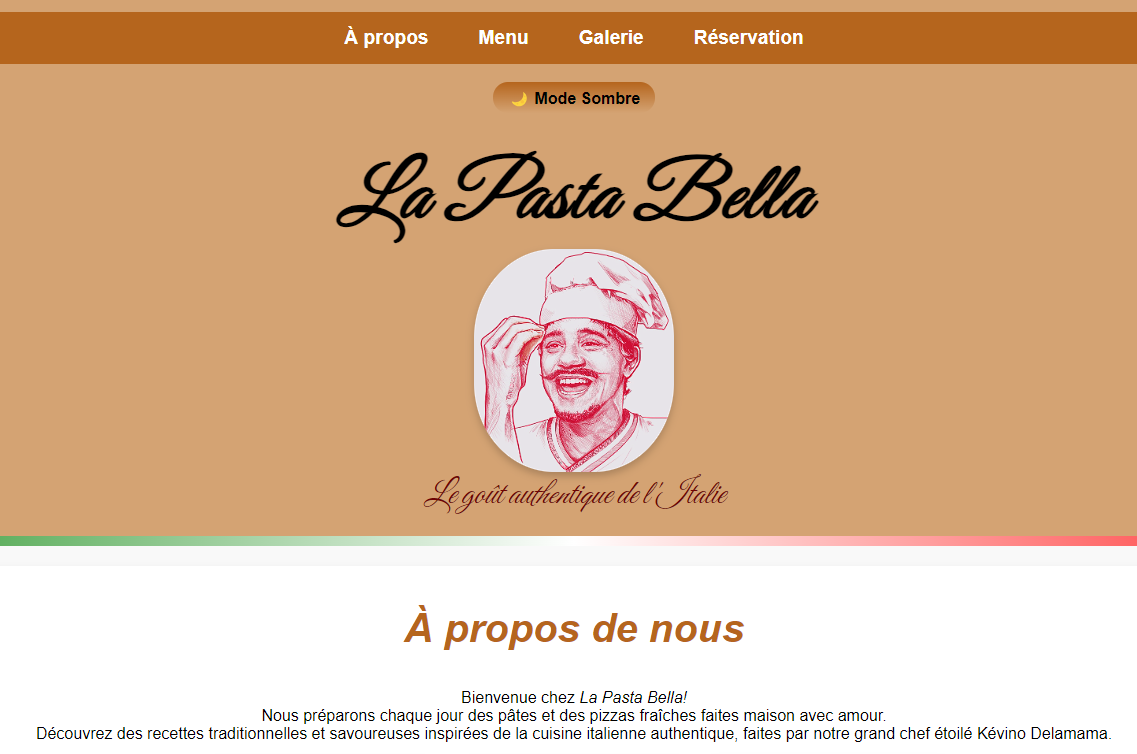 À propos Menu Galerie Réservation
🌙 Mode Sombre
La Pasta Bella
Le goût authentique de l'Italie
À propos de nous
Bienvenue chez La Pasta Bella!
Nous préparons chaque jour des pâtes et des pizzas fraîches faites maison avec amour.
Découvrez des recettes traditionnelles et savoureuses inspirées de la cuisine italienne authentique, faites par notre grand chef étoilé Kévino Delamama.